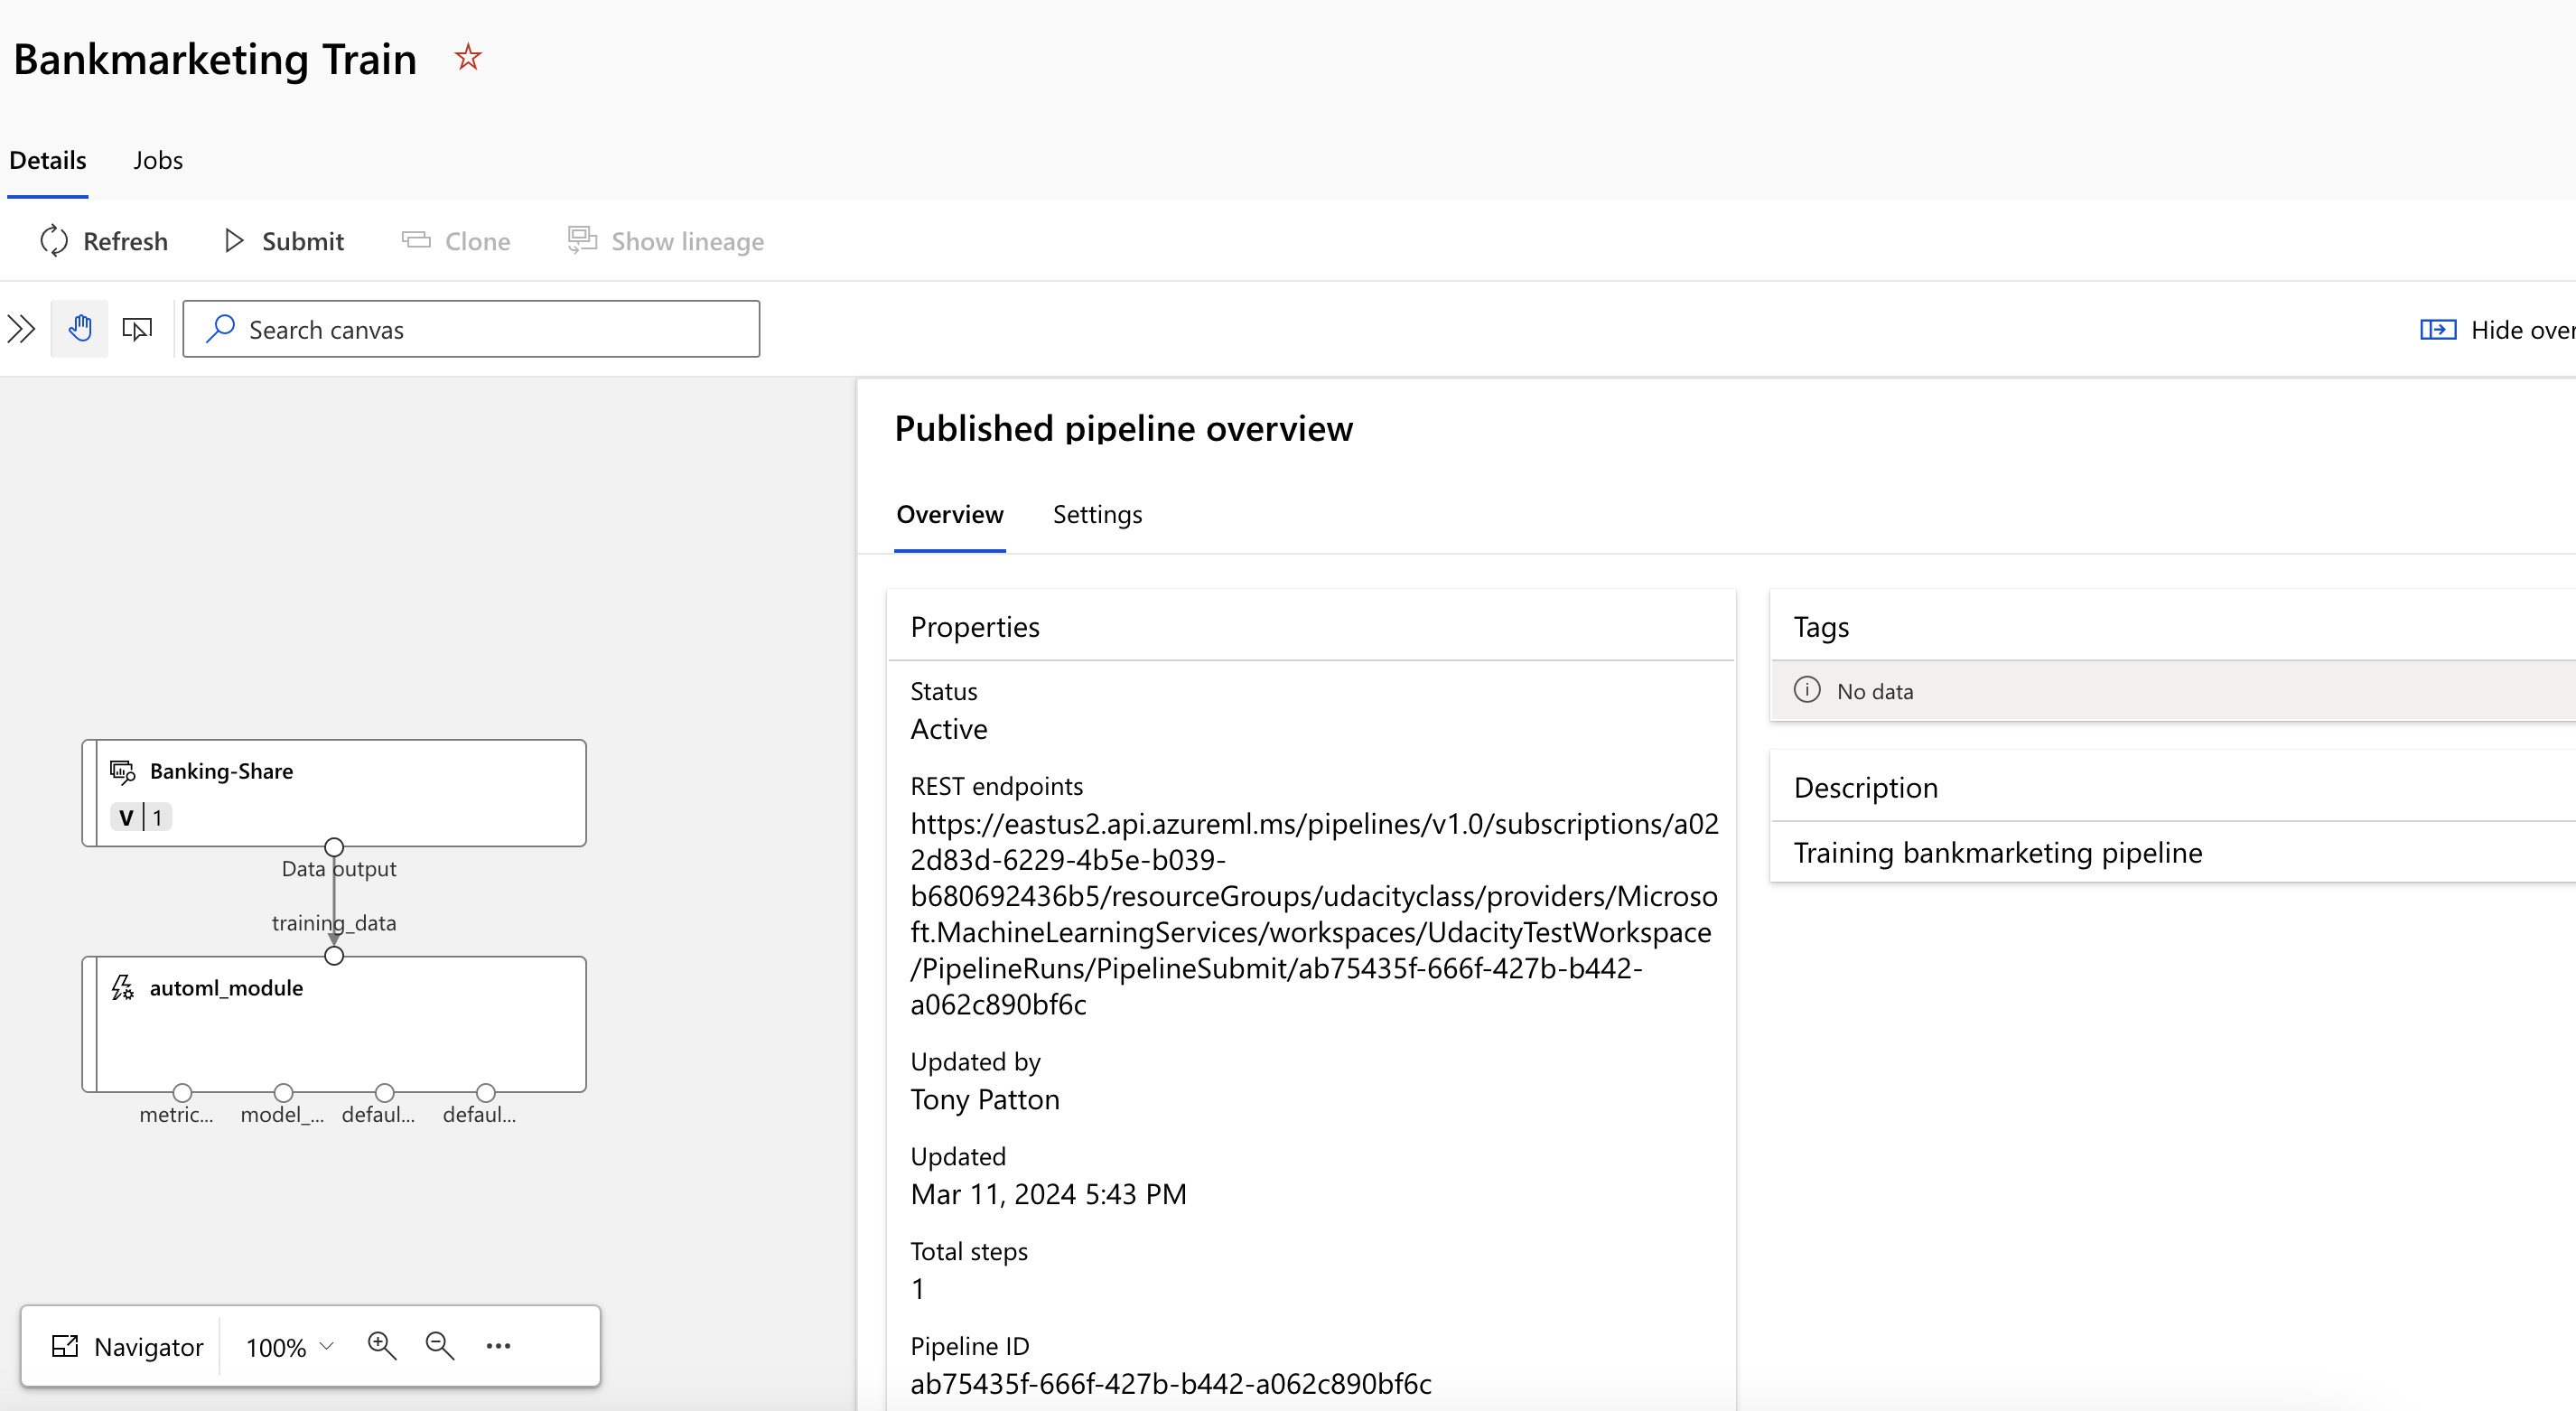 Bankmarketing Train
Details Jobs
Refresh Submit Clone Show lineage
Search canvas
Hide over
Banking-Share
V 1
Data output
training_data
automl_module
metric... model_... defaul... defaul...
Navigator 100%
Published pipeline overview
Overview Settings
Properties
Status
Active
REST endpoints
https://eastus2.api.azureml.ms/pipelines/v1.0/subscriptions/a02
2d83d-6229-4b5e-b039-
b680692436b5/resourceGroups/udacityclass/providers/Microso
ft.MachineLearningServices/workspaces/UdacityTestWorkspace
/PipelineRuns/PipelineSubmit/ab75435f-666f-427b-b442-
a062c890bf6c
Updated by
Tony Patton
Updated
Mar 11, 2024 5:43 PM
Total steps
1
Pipeline ID
ab75435f-666f-427b-b442-a062c890bf6c
Tags
No data
Description
Training bankmarketing pipeline